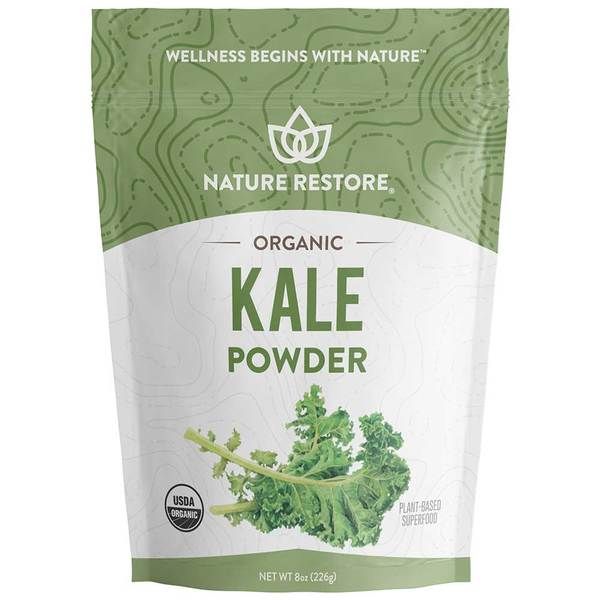 WELLNESS BEGINS WITH NATURE™
NATURE RESTORE®
ORGANIC
KALE
POWDER
USDA
ORGANIC
PLANT-BASED
SUPERFOOD
NET WT 8oz (226g)